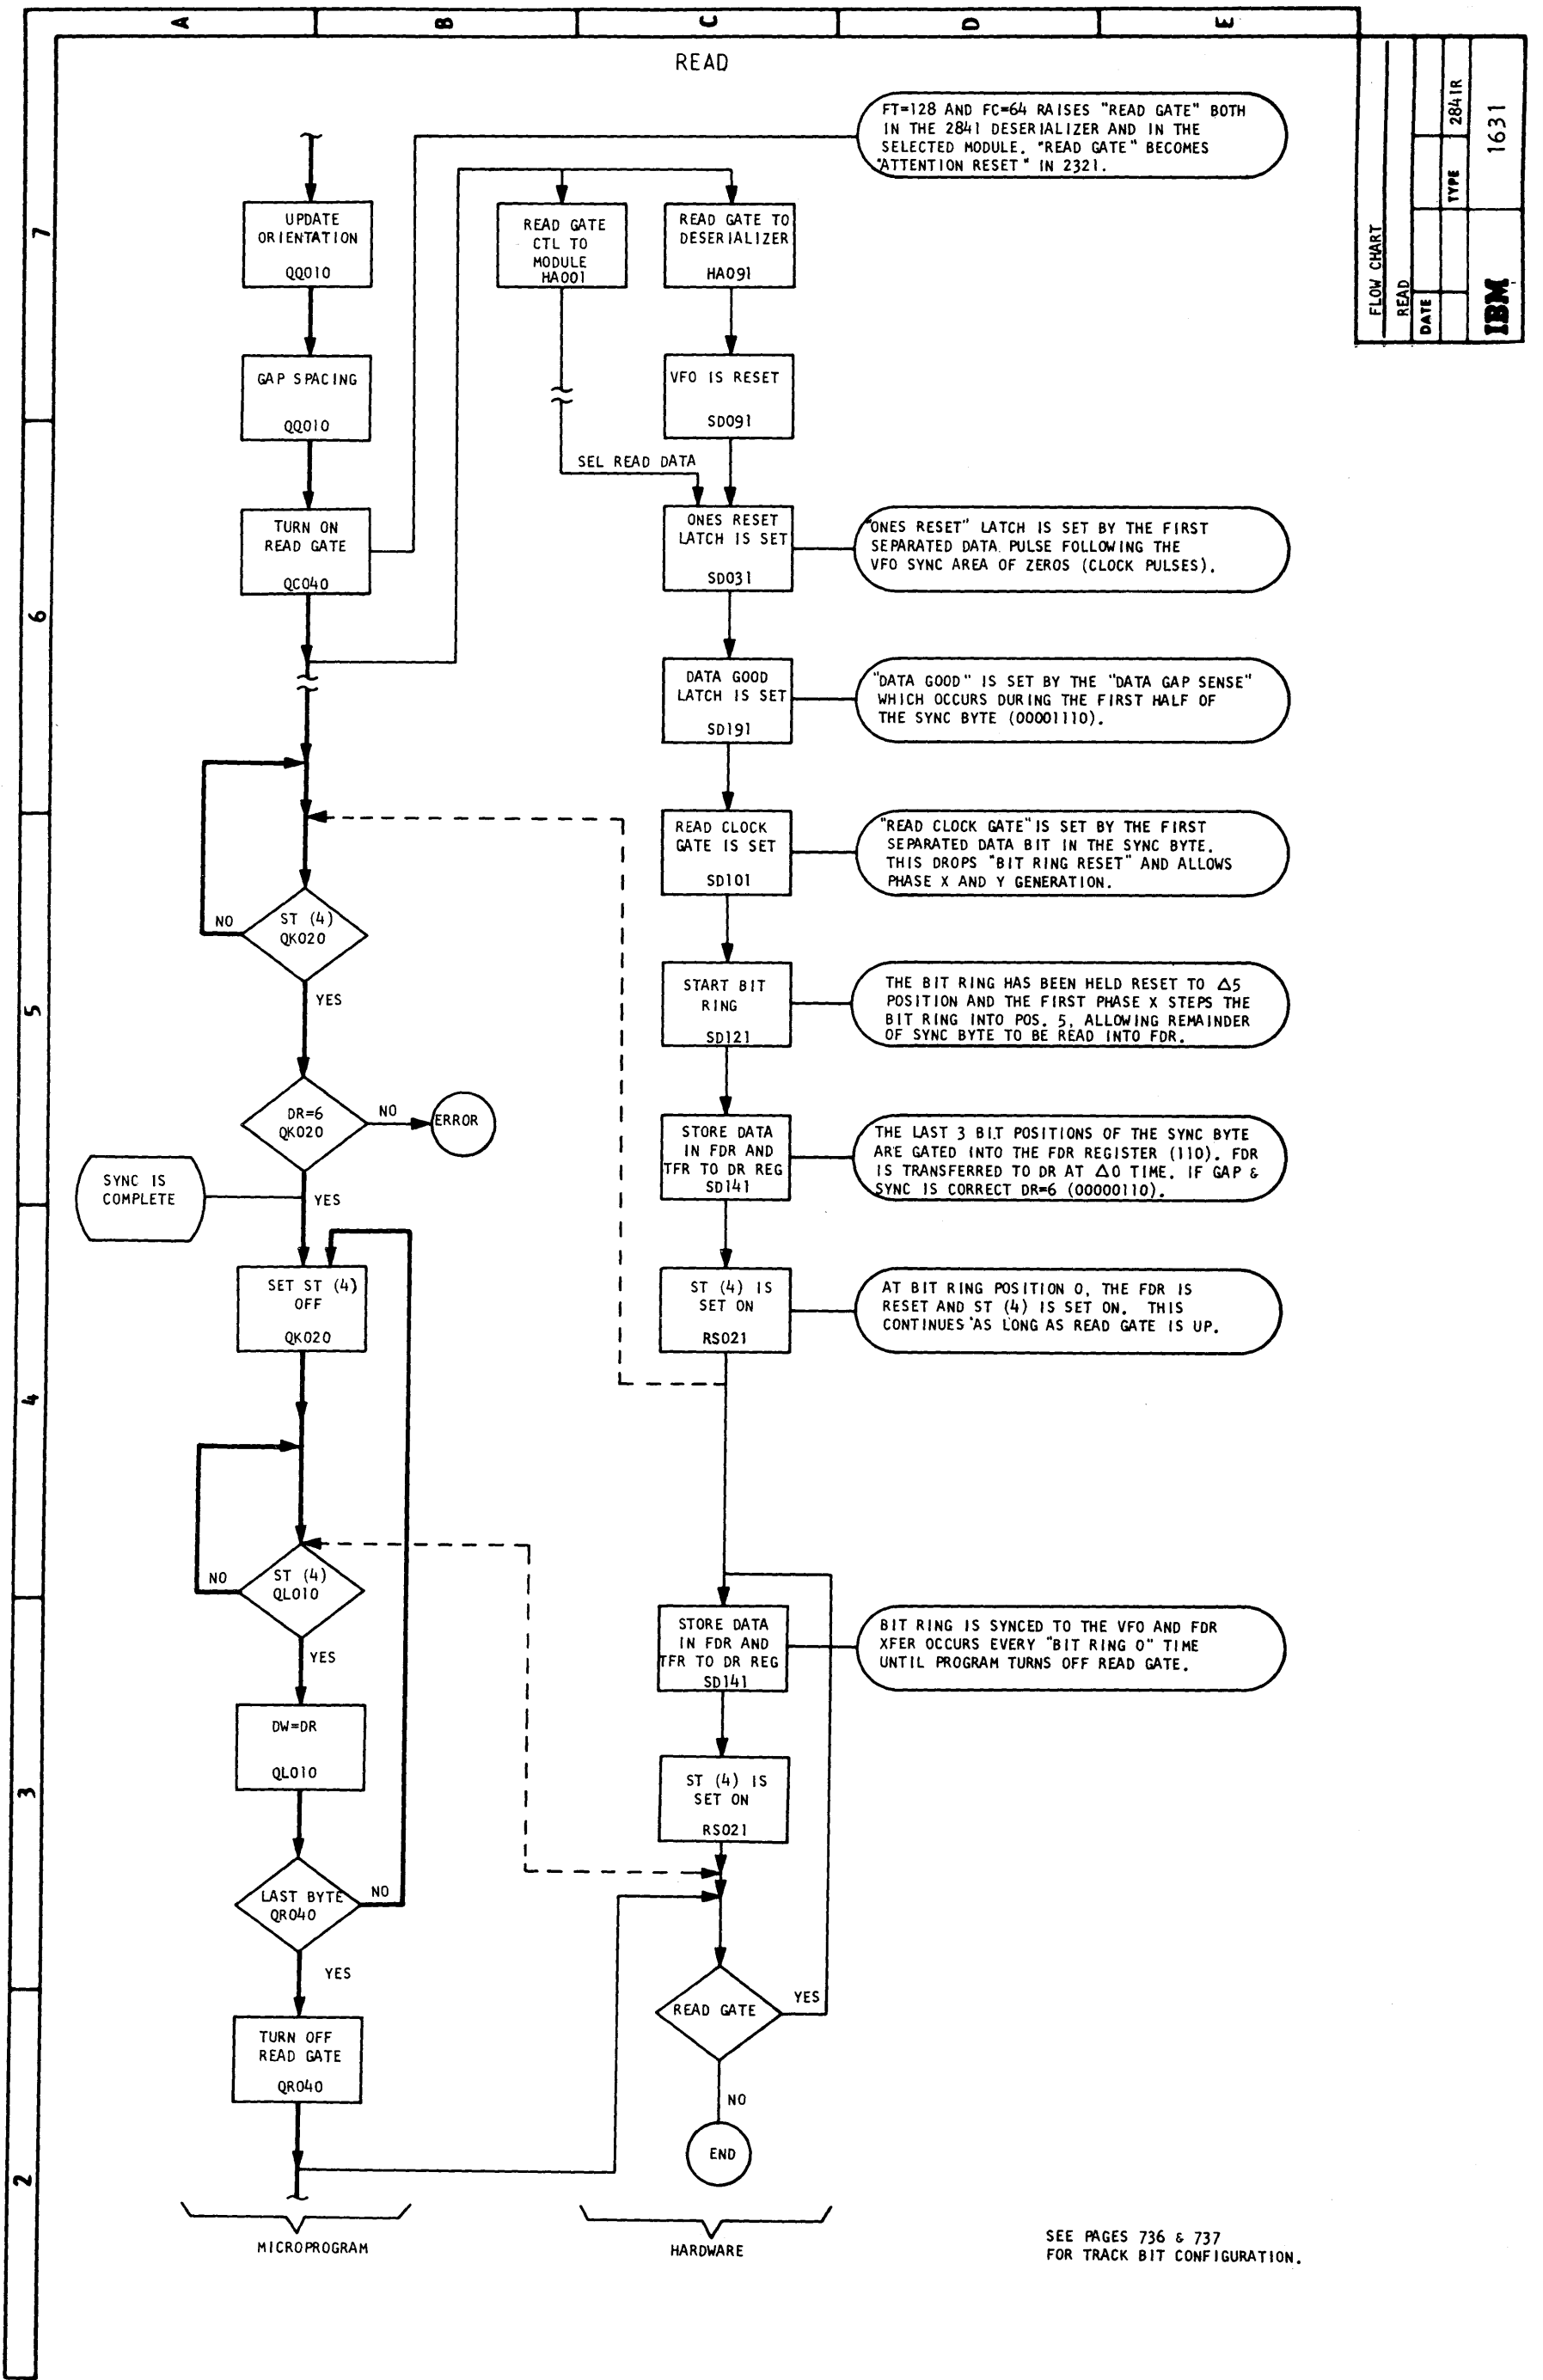 A
B
C
D
E
READ
FLOW CHART
READ
DATE
TYPE
2841R
IBM
1631
7
6
5
4
3
2
FT=128 AND FC=64 RAISES "READ GATE" BOTH
IN THE 2841 DESERIALIZER AND IN THE
SELECTED MODULE. "READ GATE" BECOMES
"ATTENTION RESET" IN 2321.
UPDATE
ORIENTATION
QQ010
READ GATE
CTL TO
MODULE
HA001
READ GATE TO
DESERIALIZER
HA091
GAP SPACING
QQ010
VFO IS RESET
SD091
SEL READ DATA
TURN ON
READ GATE
QC040
ONES RESET
LATCH IS SET
SD031
"ONES RESET" LATCH IS SET BY THE FIRST
SEPARATED DATA PULSE FOLLOWING THE
VFO SYNC AREA OF ZEROS (CLOCK PULSES).
DATA GOOD
LATCH IS SET
SD191
"DATA GOOD" IS SET BY THE "DATA GAP SENSE"
WHICH OCCURS DURING THE FIRST HALF OF
THE SYNC BYTE (00001110).
READ CLOCK
GATE IS SET
SD101
"READ CLOCK GATE" IS SET BY THE FIRST
SEPARATED DATA BIT IN THE SYNC BYTE.
THIS DROPS "BIT RING RESET" AND ALLOWS
PHASE X AND Y GENERATION.
NO
ST (4)
QK020
YES
START BIT
RING
SD121
THE BIT RING HAS BEEN HELD RESET TO Δ5
POSITION AND THE FIRST PHASE X STEPS THE
BIT RING INTO POS. 5, ALLOWING REMAINDER
OF SYNC BYTE TO BE READ INTO FDR.
DR=6
QK020
NO
ERROR
YES
STORE DATA
IN FDR AND
TFR TO DR REG
SD141
THE LAST 3 BIT POSITIONS OF THE SYNC BYTE
ARE GATED INTO THE FDR REGISTER (110). FDR
IS TRANSFERRED TO DR AT Δ0 TIME. IF GAP &
SYNC IS CORRECT DR=6 (00000110).
SYNC IS
COMPLETE
SET ST (4)
OFF
QK020
ST (4) IS
SET ON
RS021
AT BIT RING POSITION 0, THE FDR IS
RESET AND ST (4) IS SET ON. THIS
CONTINUES AS LONG AS READ GATE IS UP.
NO
ST (4)
QL010
YES
STORE DATA
IN FDR AND
TFR TO DR REG
SD141
BIT RING IS SYNCED TO THE VFO AND FDR
XFER OCCURS EVERY "BIT RING 0" TIME
UNTIL PROGRAM TURNS OFF READ GATE.
DW=DR
QL010
ST (4) IS
SET ON
RS021
LAST BYTE
QR040
NO
YES
READ GATE
YES
NO
TURN OFF
READ GATE
QR040
END
MICROPROGRAM
HARDWARE
SEE PAGES 736 & 737
FOR TRACK BIT CONFIGURATION.